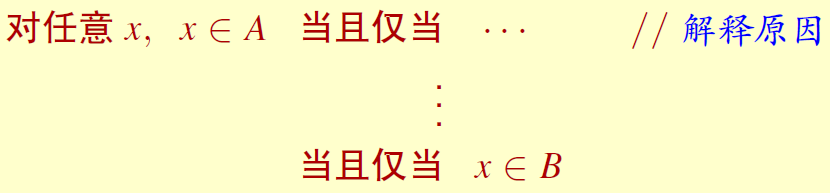 对任意 x, x ∈ A 当且仅当 ··· // 解释原因
⋮
当且仅当 x ∈ B